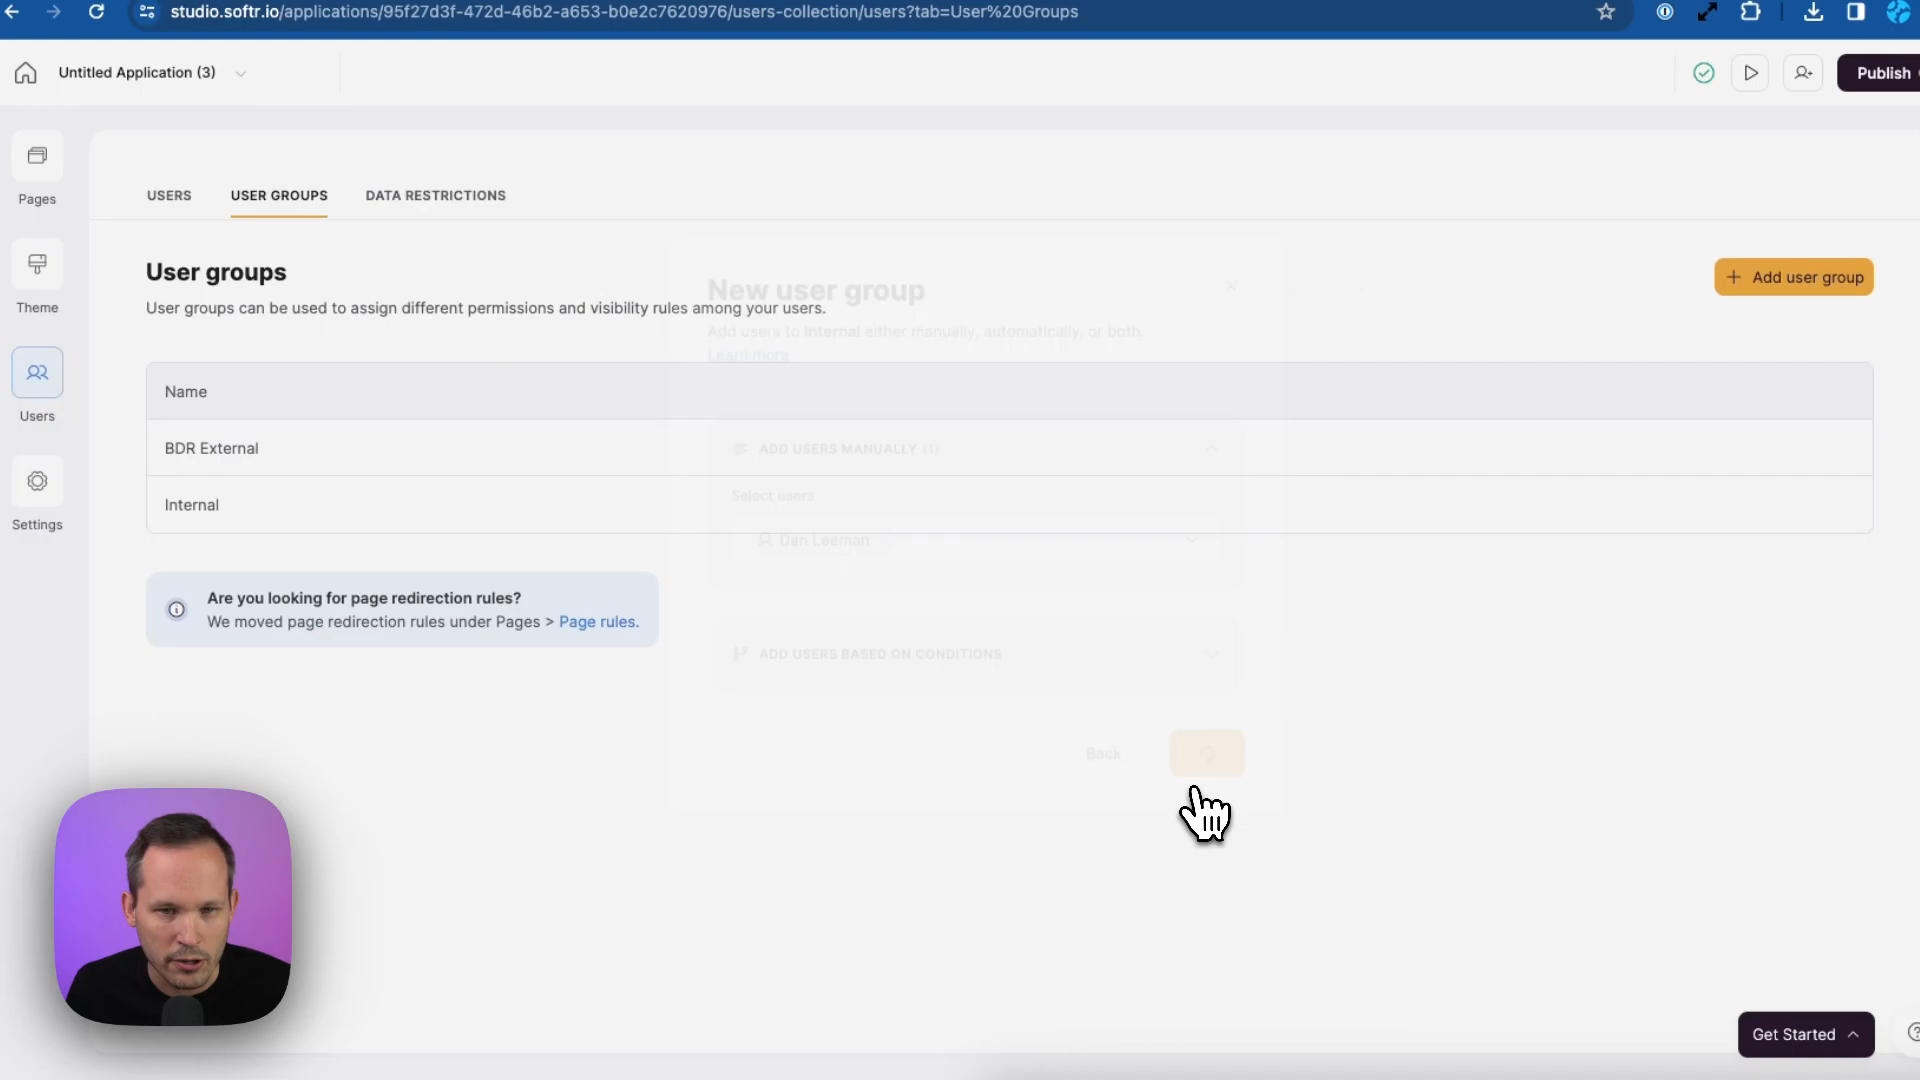 studio.softr.io/applications/95f27d3f-472d-46b2-a653-b0e2c7620976/users-collection/users?tab=User%20Groups
Untitled Application (3)
Publish
Pages
Theme
Users
Settings
USERS
USER GROUPS
DATA RESTRICTIONS
User groups
User groups can be used to assign different permissions and visibility rules among your users.
+ Add user group
Name
BDR External
Internal
Are you looking for page redirection rules?
We moved page redirection rules under Pages > Page rules.
New user group
Add users to Internal either manually, automatically, or both.
Learn more
ADD USERS MANUALLY (1)
Select users
Dan Leeman
ADD USERS BASED ON CONDITIONS
Back
Get Started